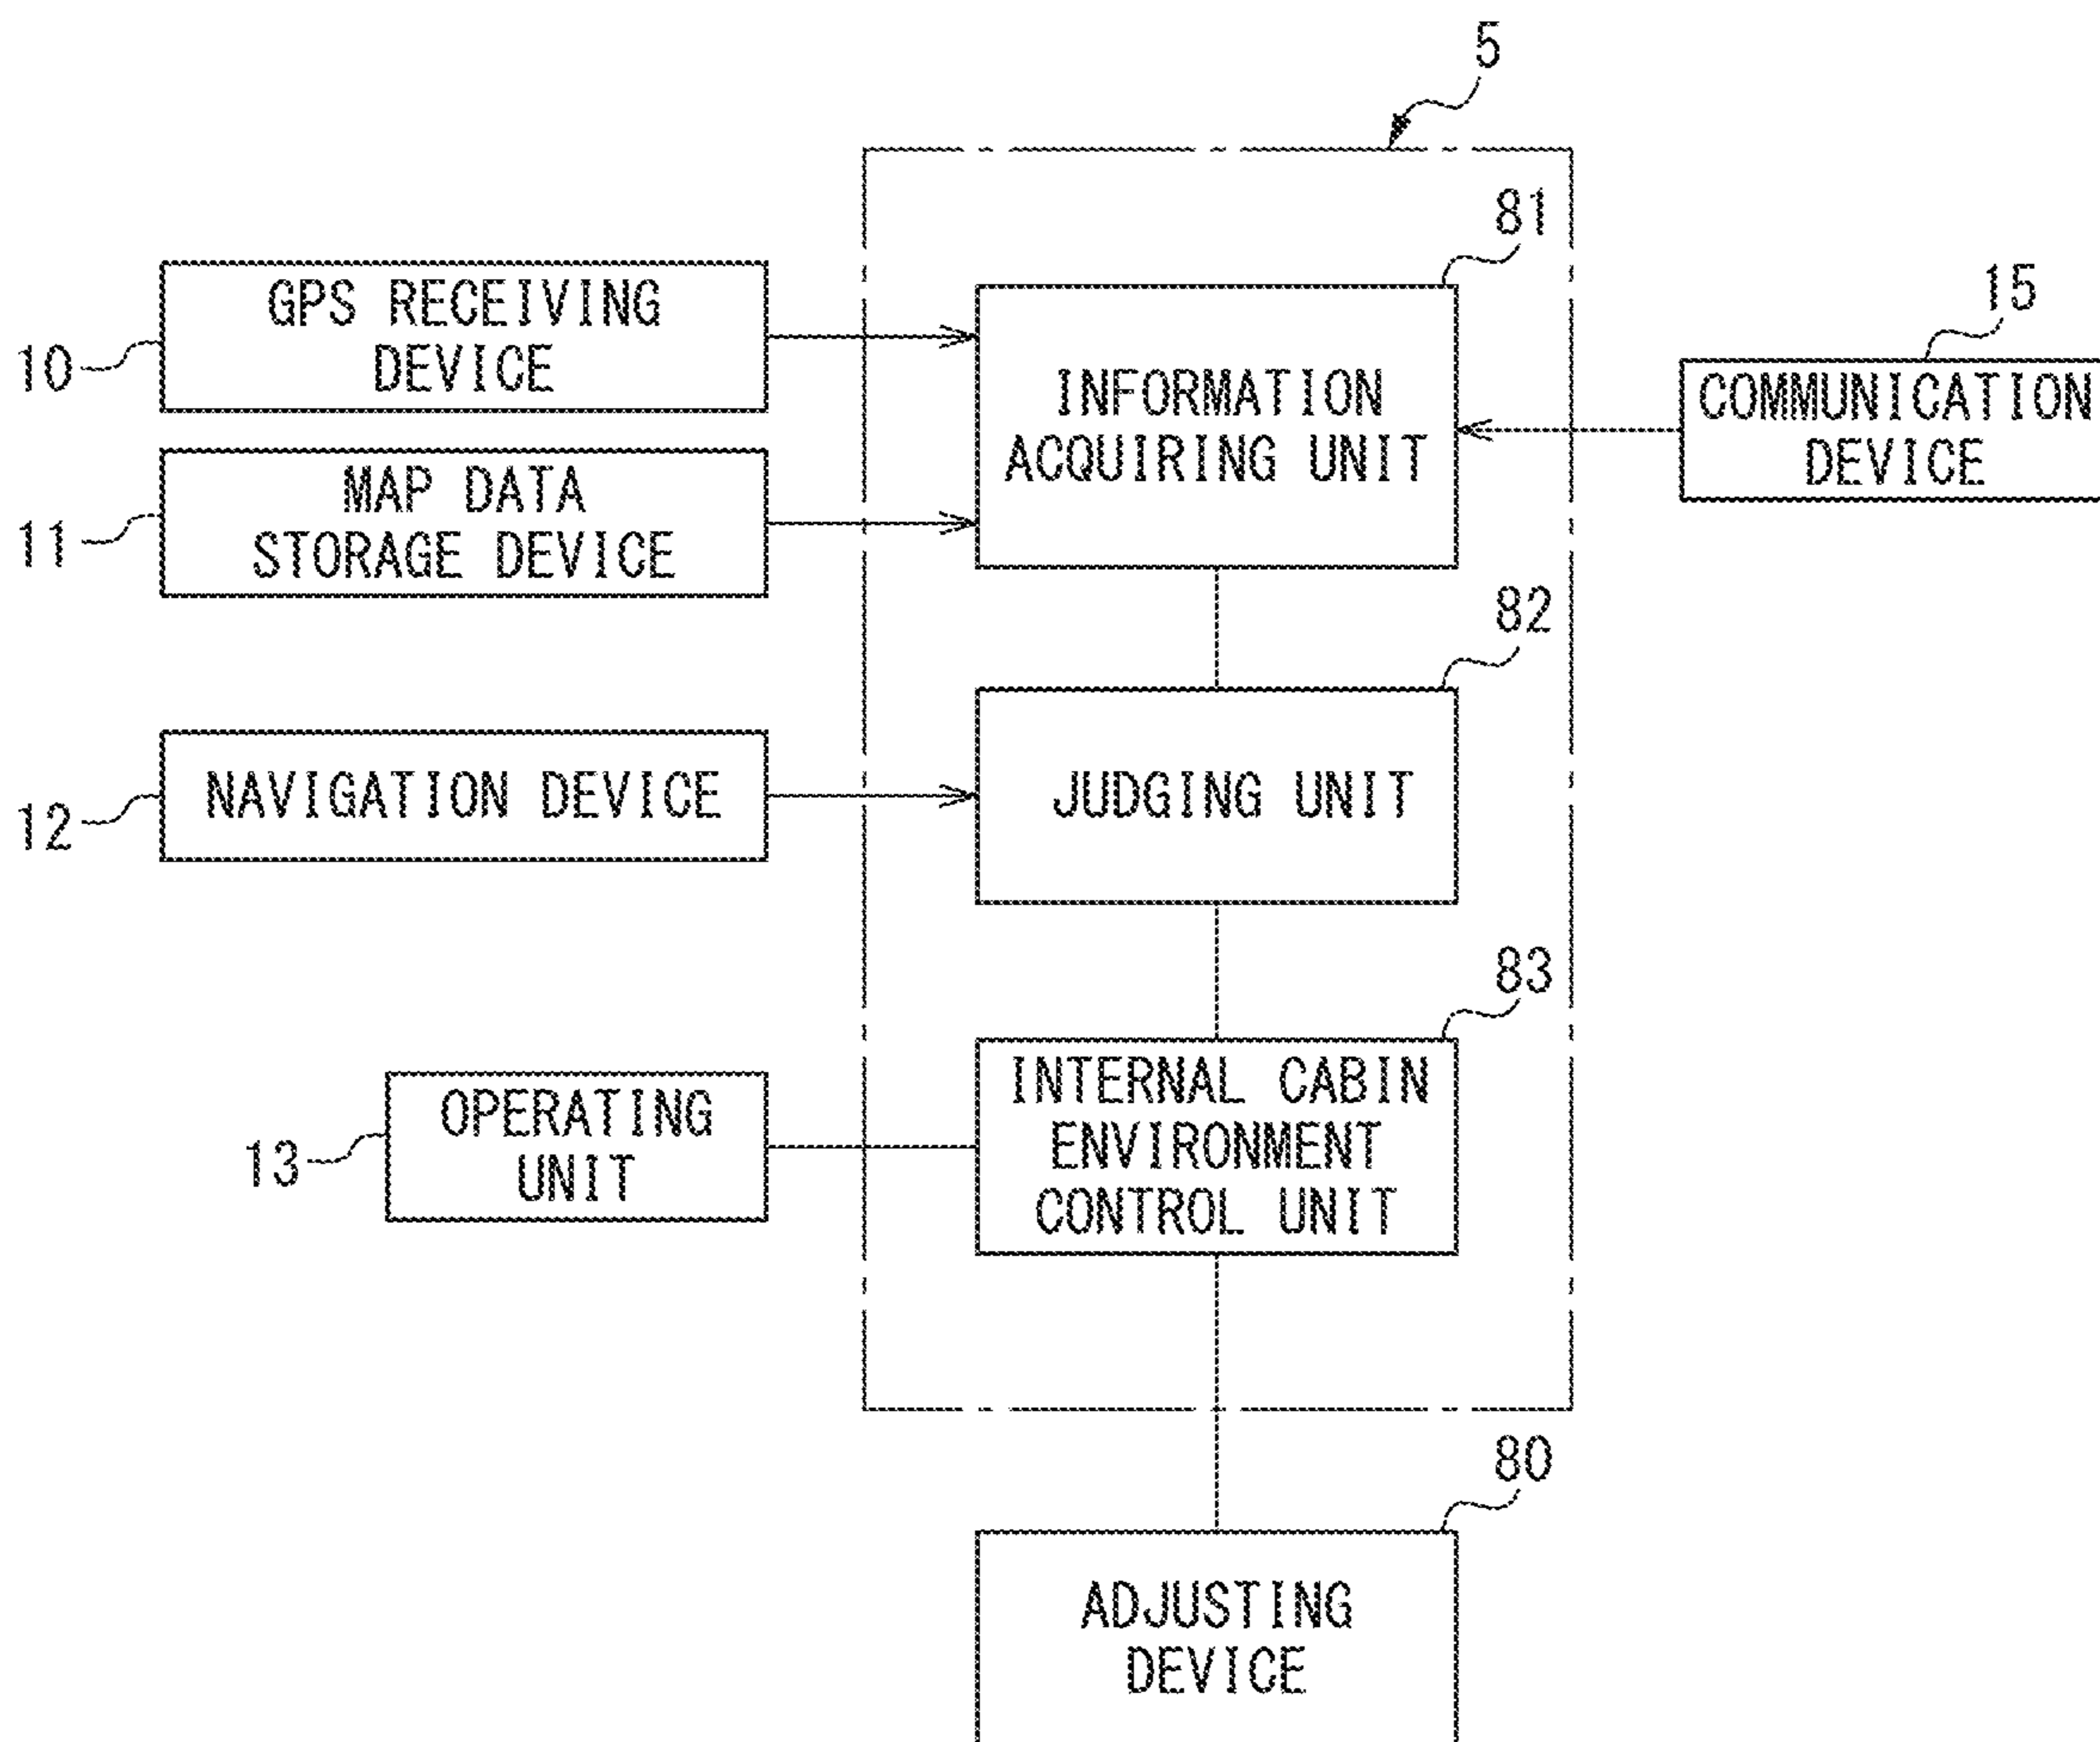 5
81
GPS RECEIVING
DEVICE
10
15
INFORMATION
ACQUIRING UNIT
COMMUNICATION
DEVICE
MAP DATA
STORAGE DEVICE
11
82
NAVIGATION DEVICE
12
JUDGING UNIT
83
OPERATING
UNIT
13
INTERNAL CABIN
ENVIRONMENT
CONTROL UNIT
80
ADJUSTING
DEVICE